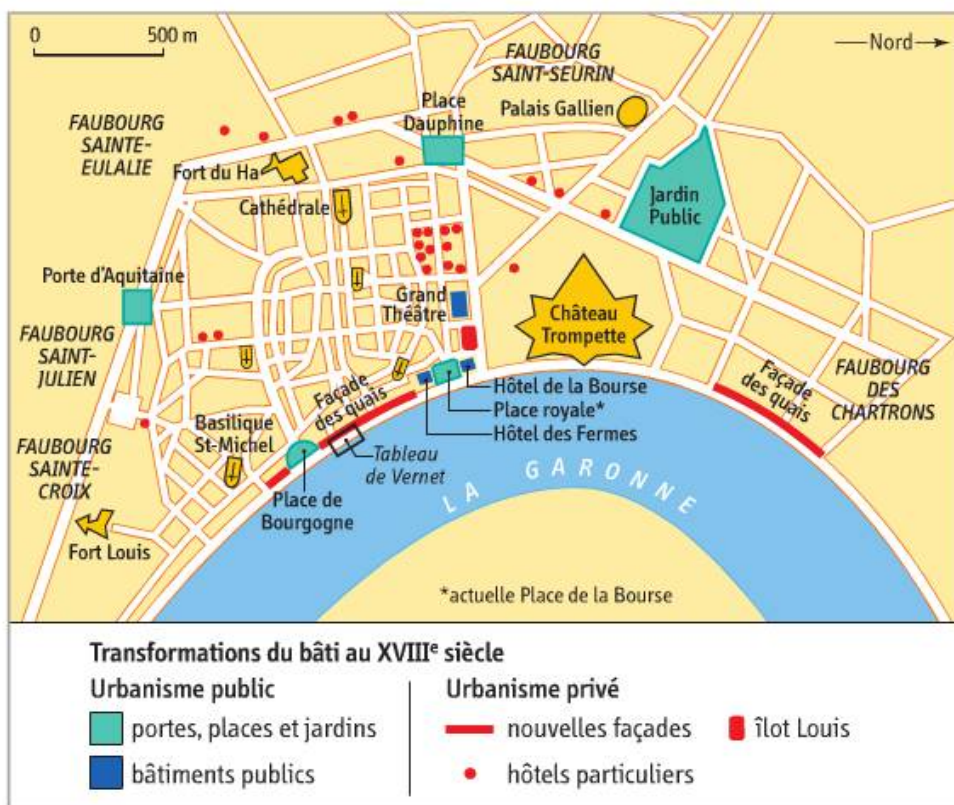 0 500 m
Nord
FAUBOURG
SAINT-SEURIN
Palais Gallien
Place
Dauphine
FAUBOURG
SAINTE-
EULALIE
Fort du Ha
Cathédrale
Jardin
Public
Porte d'Aquitaine
Grand
Théâtre
Château
Trompette
FAUBOURG
SAINT-
JULIEN
Façade
des quais
Hôtel de la Bourse
Place royale*
Hôtel des Fermes
Façade
des quais
FAUBOURG
DES
CHARTRONS
Basilique
St-Michel
Tableau
de Vernet
FAUBOURG
SAINTE-
CROIX
Place de
Bourgogne
LA GARONNE
Fort Louis
*actuelle Place de la Bourse
Transformations du bâti au XVIIIe siècle
Urbanisme public
portes, places et jardins
bâtiments publics
Urbanisme privé
nouvelles façades
îlot Louis
hôtels particuliers